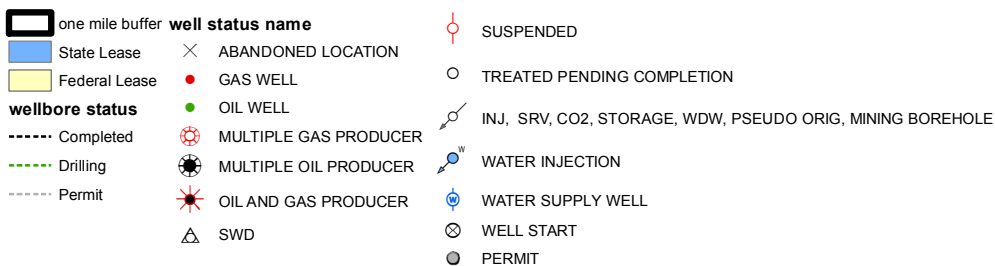 one mile buffer
State Lease
Federal Lease
wellbore status
Completed
Drilling
Permit
well status name
ABANDONED LOCATION
GAS WELL
OIL WELL
MULTIPLE GAS PRODUCER
MULTIPLE OIL PRODUCER
OIL AND GAS PRODUCER
SWD
SUSPENDED
TREATED PENDING COMPLETION
INJ, SRV, CO2, STORAGE, WDW, PSEUDO ORIG, MINING BOREHOLE
W
WATER INJECTION
W
WATER SUPPLY WELL
WELL START
PERMIT